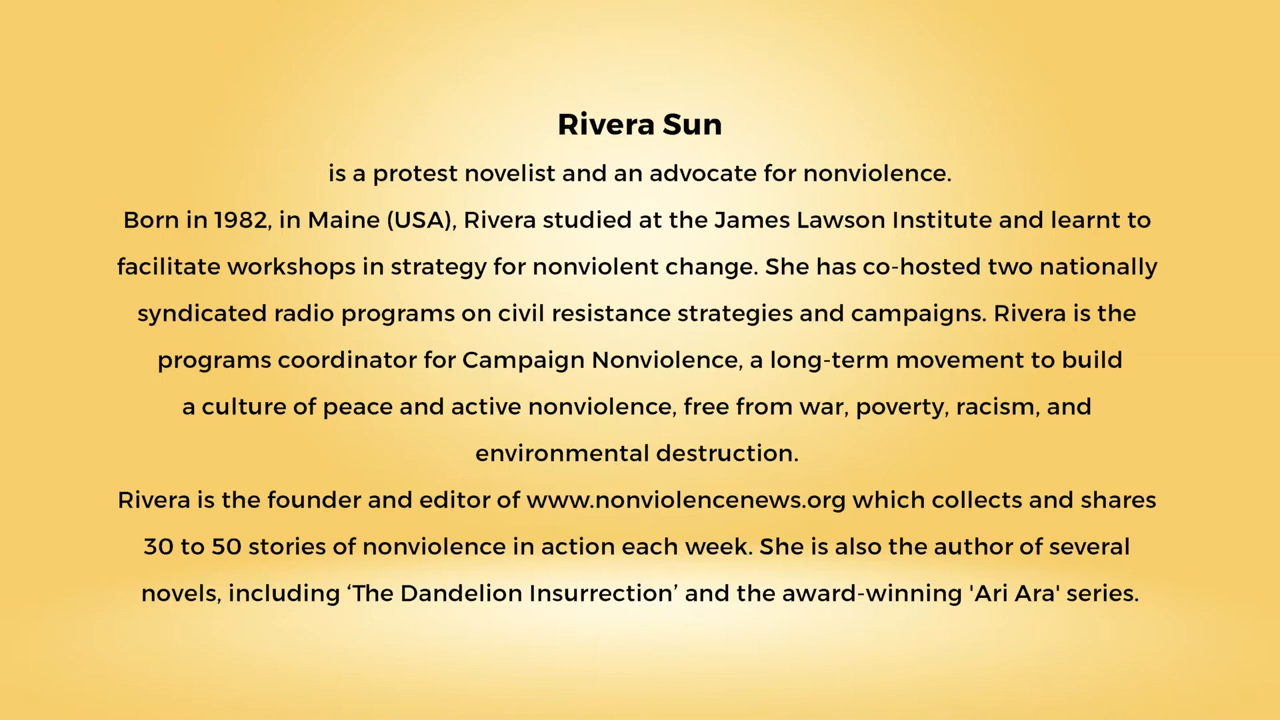 Rivera Sun
is a protest novelist and an advocate for nonviolence.
Born in 1982, in Maine (USA), Rivera studied at the James Lawson Institute and learnt to
facilitate workshops in strategy for nonviolent change. She has co-hosted two nationally
syndicated radio programs on civil resistance strategies and campaigns. Rivera is the
programs coordinator for Campaign Nonviolence, a long-term movement to build
a culture of peace and active nonviolence, free from war, poverty, racism, and
environmental destruction.
Rivera is the founder and editor of www.nonviolencenews.org which collects and shares
30 to 50 stories of nonviolence in action each week. She is also the author of several
novels, including ‘The Dandelion Insurrection’ and the award-winning 'Ari Ara' series.